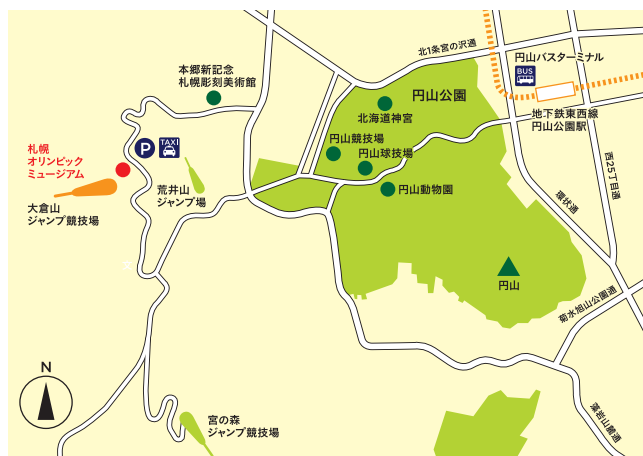 北1条宮の沢通
円山バスターミナル
BUS
本郷新記念
札幌彫刻美術館
円山公園
北海道神宮
地下鉄東西線
円山公園駅
P
TAXI
札幌
オリンピック
ミュージアム
円山競技場
円山球技場
西25丁目通
荒井山
ジャンプ場
円山動物園
環状通
大倉山
ジャンプ競技場
円山
菊水旭山公園通
N
宮の森
ジャンプ競技場
藻岩山麓通